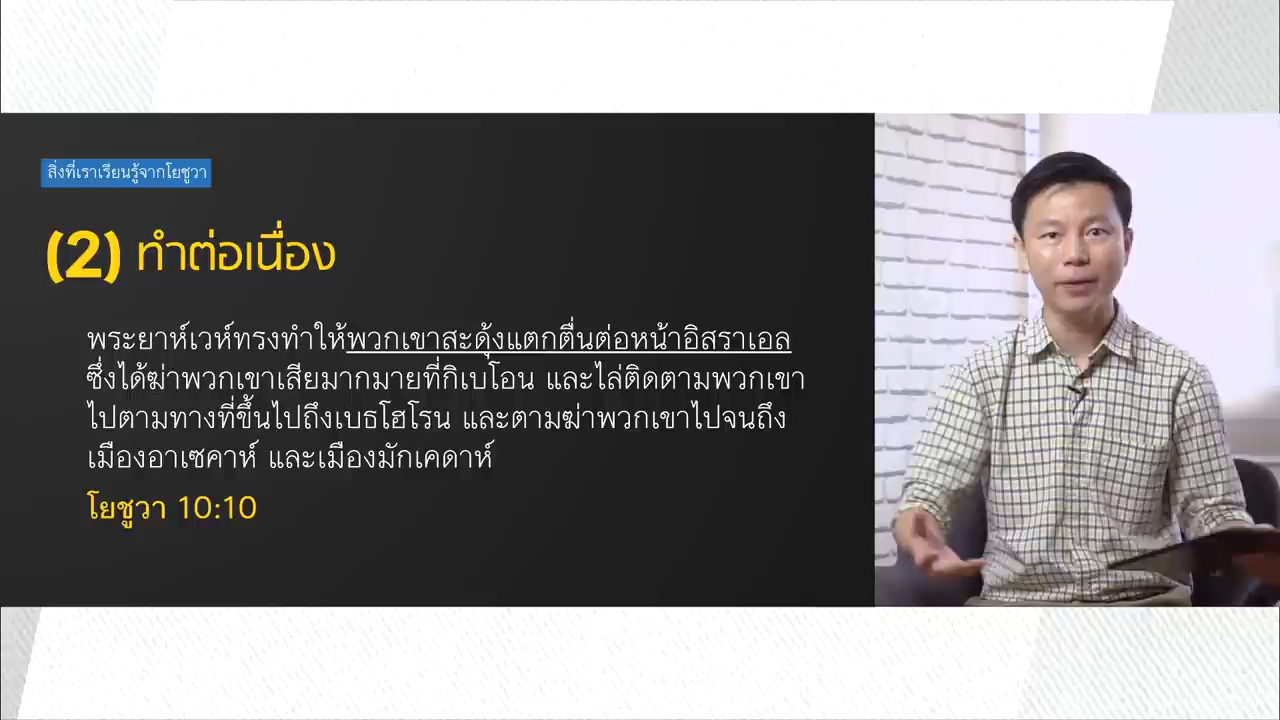 สิ่งที่เราเรียนรู้จากโยชูวา
(2) ทำต่อเนื่อง
พระยาห์เวห์ทรงทำให้พวกเขาสะดุ้งแตกตื่นต่อหน้าอิสราเอล
ซึ่งได้ฆ่าพวกเขาเสียมากมายที่กิเบโอน และไล่ติดตามพวกเขา
ไปตามทางที่ขึ้นไปถึงเบธโฮโรน และตามฆ่าพวกเขาไปจนถึง
เมืองอาเซคาห์ และเมืองมักเคดาห์
โยชูวา 10:10